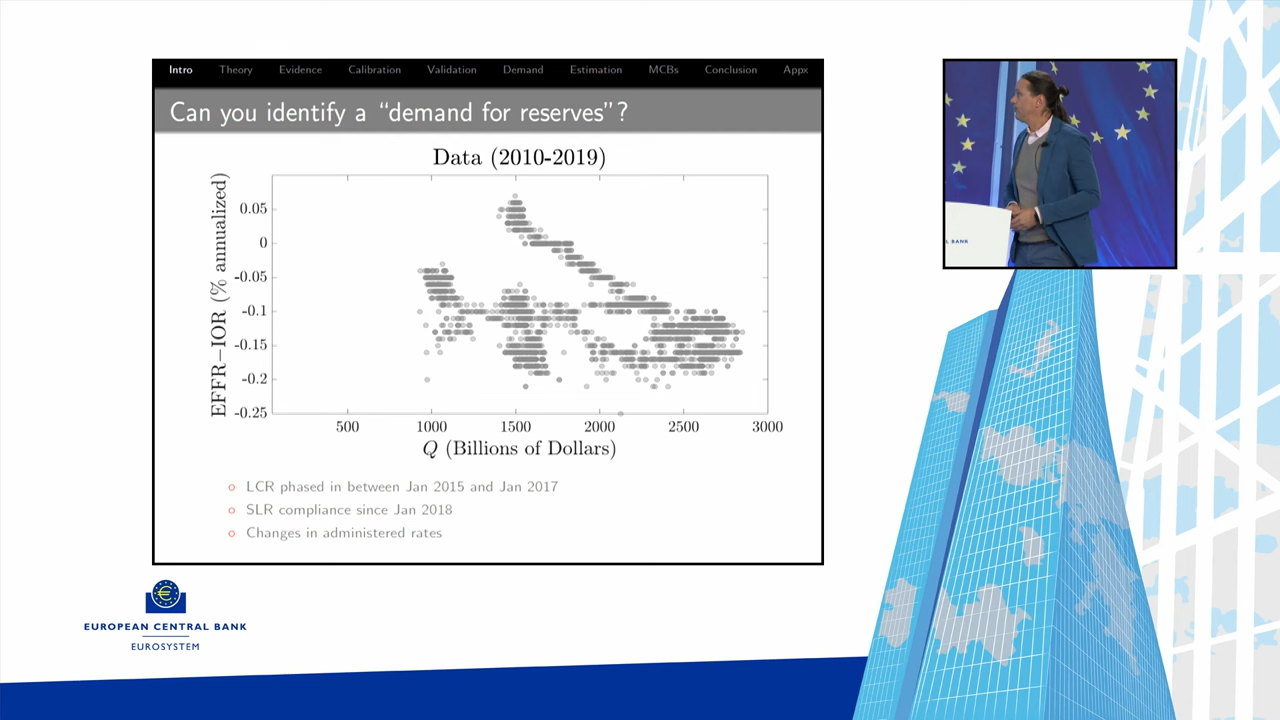 Intro Theory Evidence Calibration Validation Demand Estimation MCBs Conclusion Appx
Can you identify a “demand for reserves”?
Data (2010-2019)
EFFR−IOR (% annualized)
0.05
0
-0.05
-0.1
-0.15
-0.2
-0.25
500 1000 1500 2000 2500 3000
Q (Billions of Dollars)
LCR phased in between Jan 2015 and Jan 2017
SLR compliance since Jan 2018
Changes in administered rates
L BANK
EUROPEAN CENTRAL BANK
EUROSYSTEM